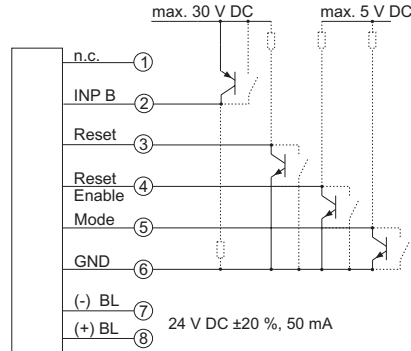 max. 30 V DC
max. 5 V DC
n.c. 1
INP B 2
Reset 3
Reset
Enable 4
Mode 5
GND 6
(-) BL 7
24 V DC ±20 %, 50 mA
(+) BL 8